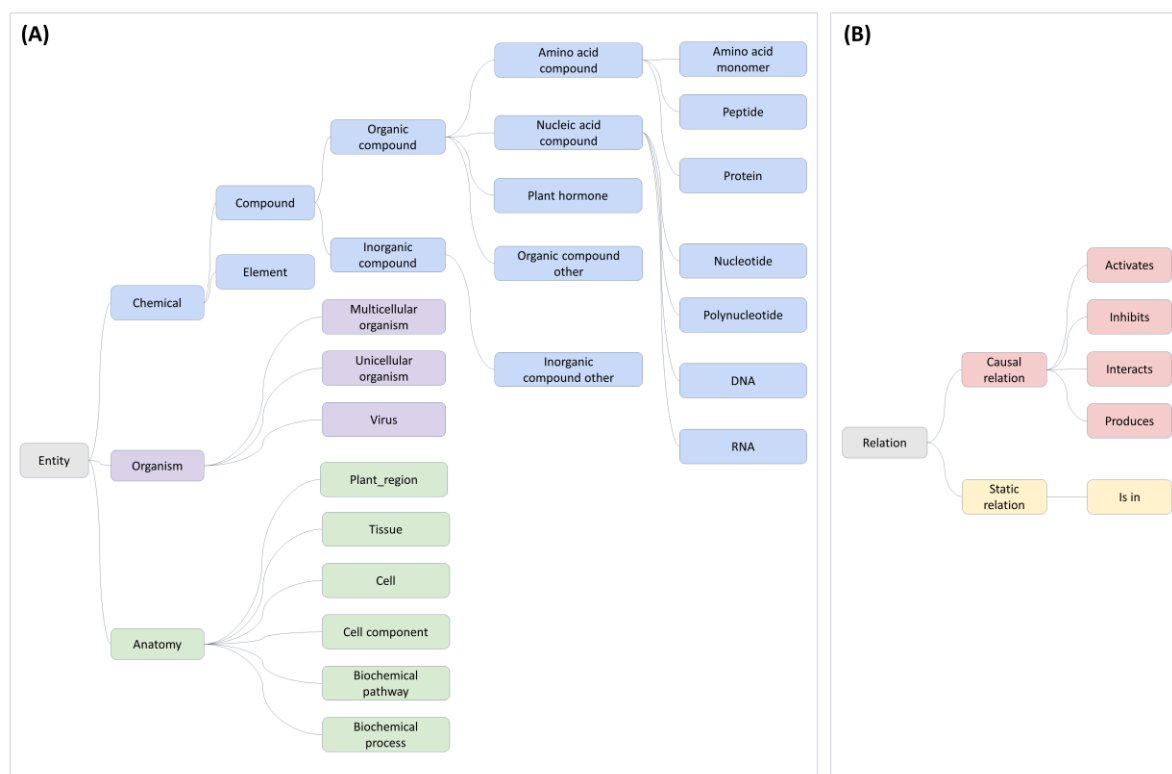 (A)
Entity
Chemical
Compound
Organic
compound
Amino acid
compound
Amino acid
monomer
Peptide
Protein
Nucleic acid
compound
Nucleotide
Polynucleotide
DNA
RNA
Plant hormone
Organic compound
other
Inorganic
compound
Inorganic
compound other
Element
Organism
Multicellular
organism
Unicellular
organism
Virus
Anatomy
Plant_region
Tissue
Cell
Cell component
Biochemical
pathway
Biochemical
process
(B)
Relation
Causal
relation
Activates
Inhibits
Interacts
Produces
Static
relation
Is in